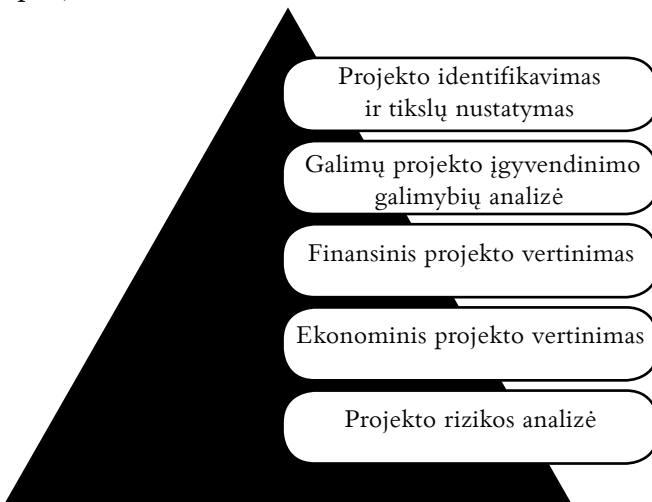 Projekto identifikavimas
ir tikslų nustatymas
Galimų projekto įgyvendinimo
galimybių analizė
Finansinis projekto vertinimas
Ekonominis projekto vertinimas
Projekto rizikos analizė